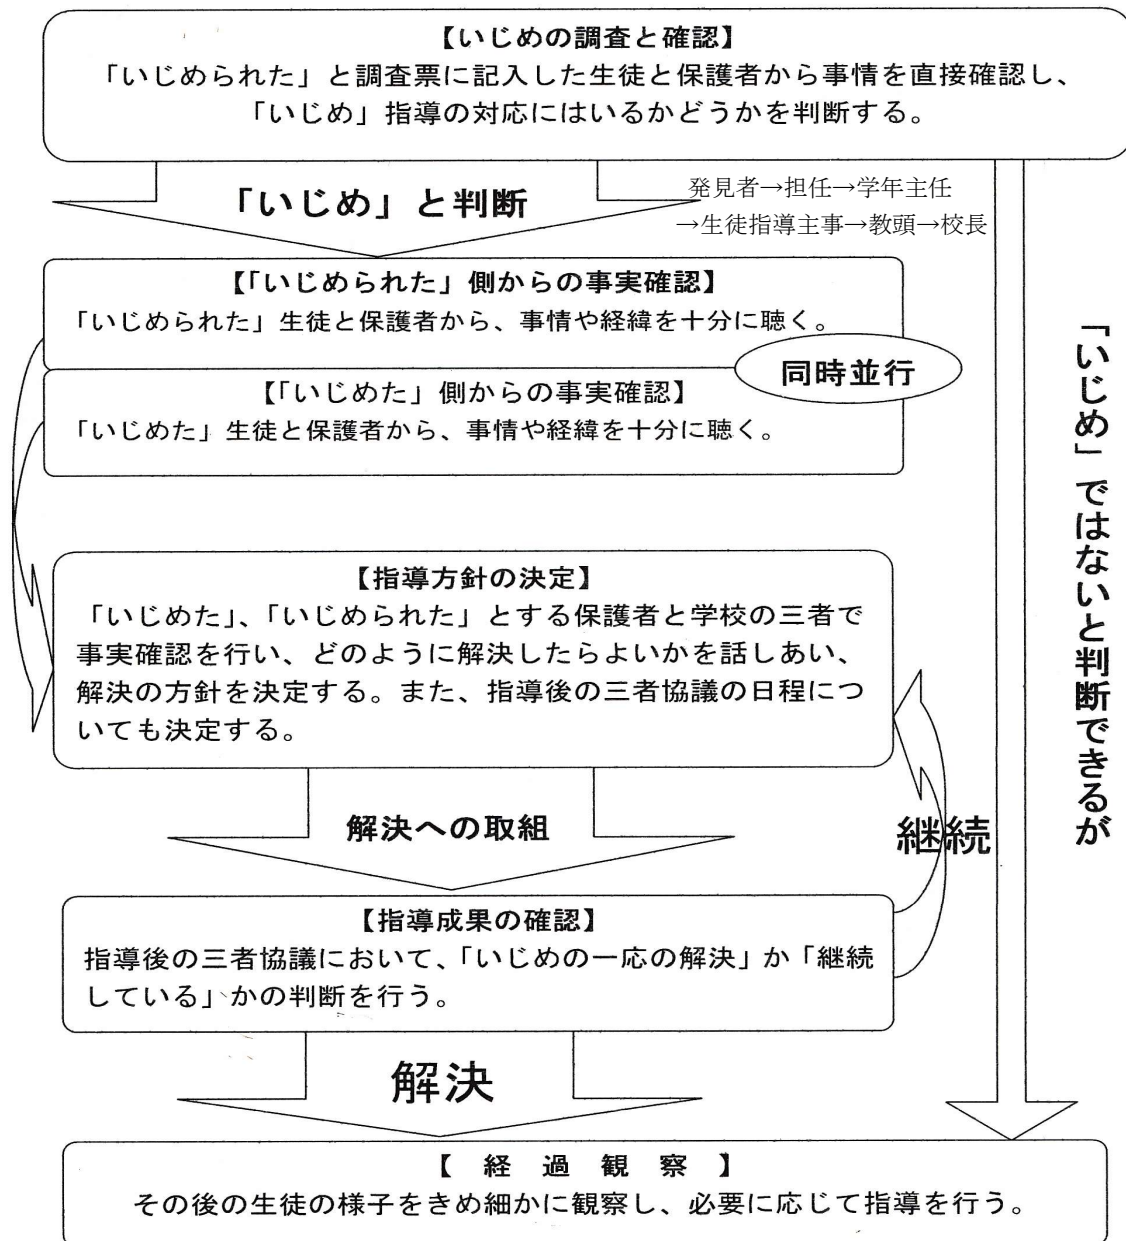 【いじめの調査と確認】
「いじめられた」と調査票に記入した生徒と保護者から事情を直接確認し、
「いじめ」指導の対応にはいるかどうかを判断する。
「いじめ」と判断
発見者→担任→学年主任
→生徒指導主事→教頭→校長
【「いじめられた」側からの事実確認】
「いじめられた」生徒と保護者から、事情や経緯を十分に聴く。
同時並行
【「いじめた」側からの事実確認】
「いじめた」生徒と保護者から、事情や経緯を十分に聴く。
「いじめ」ではないと判断できるが
【指導方針の決定】
「いじめた」、「いじめられた」とする保護者と学校の三者で
事実確認を行い、どのように解決したらよいかを話しあい、
解決の方針を決定する。また、指導後の三者協議の日程につ
いても決定する。
解決への取組
継続
【指導成果の確認】
指導後の三者協議において、「いじめの一応の解決」か「継続
している」かの判断を行う。
解決
【 経 過 観 察 】
その後の生徒の様子をきめ細かに観察し、必要に応じて指導を行う。